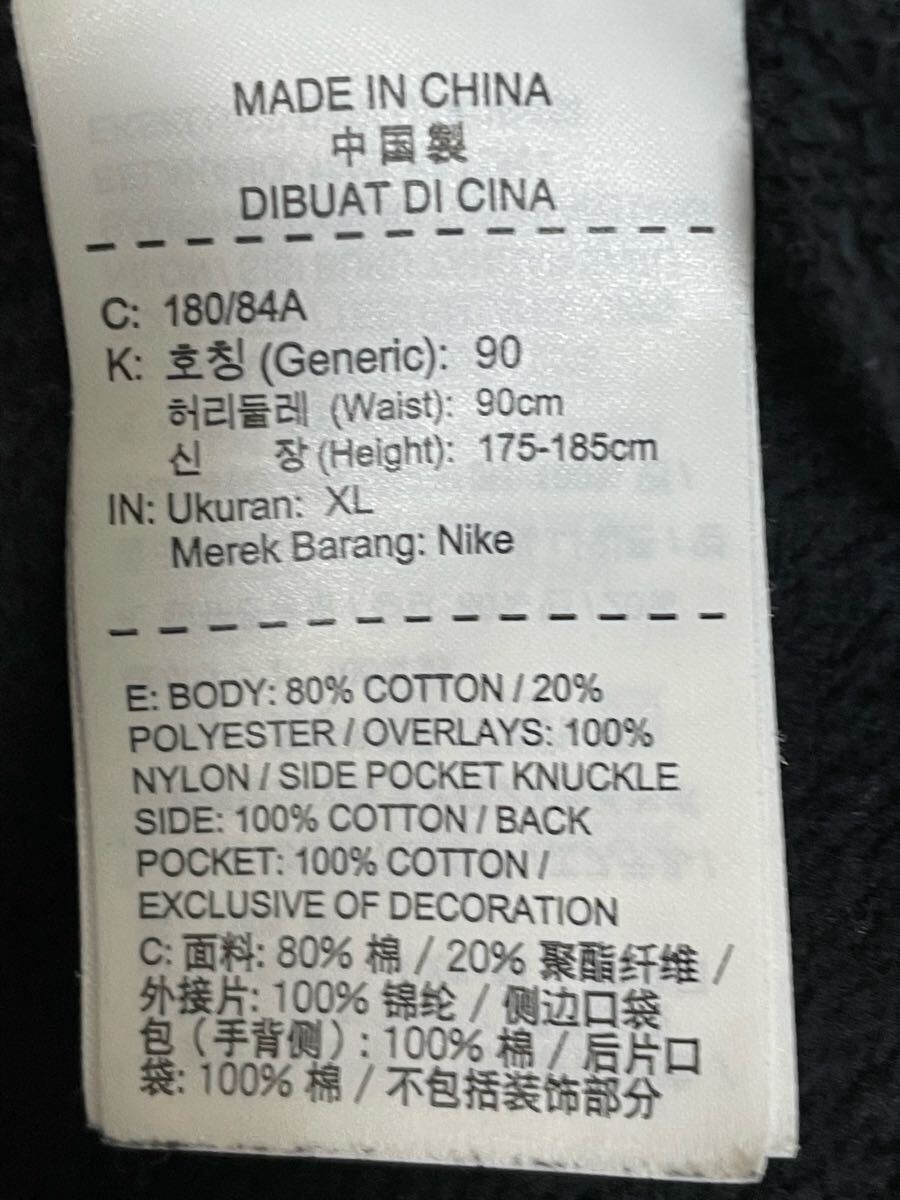 MADE IN CHINA
中国製
DIBUAT DI CINA
C: 180/84A
K: 호칭 (Generic): 90
허리둘레 (Waist): 90cm
신 장 (Height): 175-185cm
IN: Ukuran: XL
Merek Barang: Nike
E: BODY: 80% COTTON / 20%
POLYESTER / OVERLAYS: 100%
NYLON / SIDE POCKET KNUCKLE
SIDE: 100% COTTON / BACK
POCKET: 100% COTTON /
EXCLUSIVE OF DECORATION
C: 面料: 80% 棉 / 20% 聚酯纤维 /
外接片: 100% 锦纶 / 侧边口袋
包（手背侧）: 100% 棉 / 后片口
袋: 100% 棉 / 不包括装饰部分